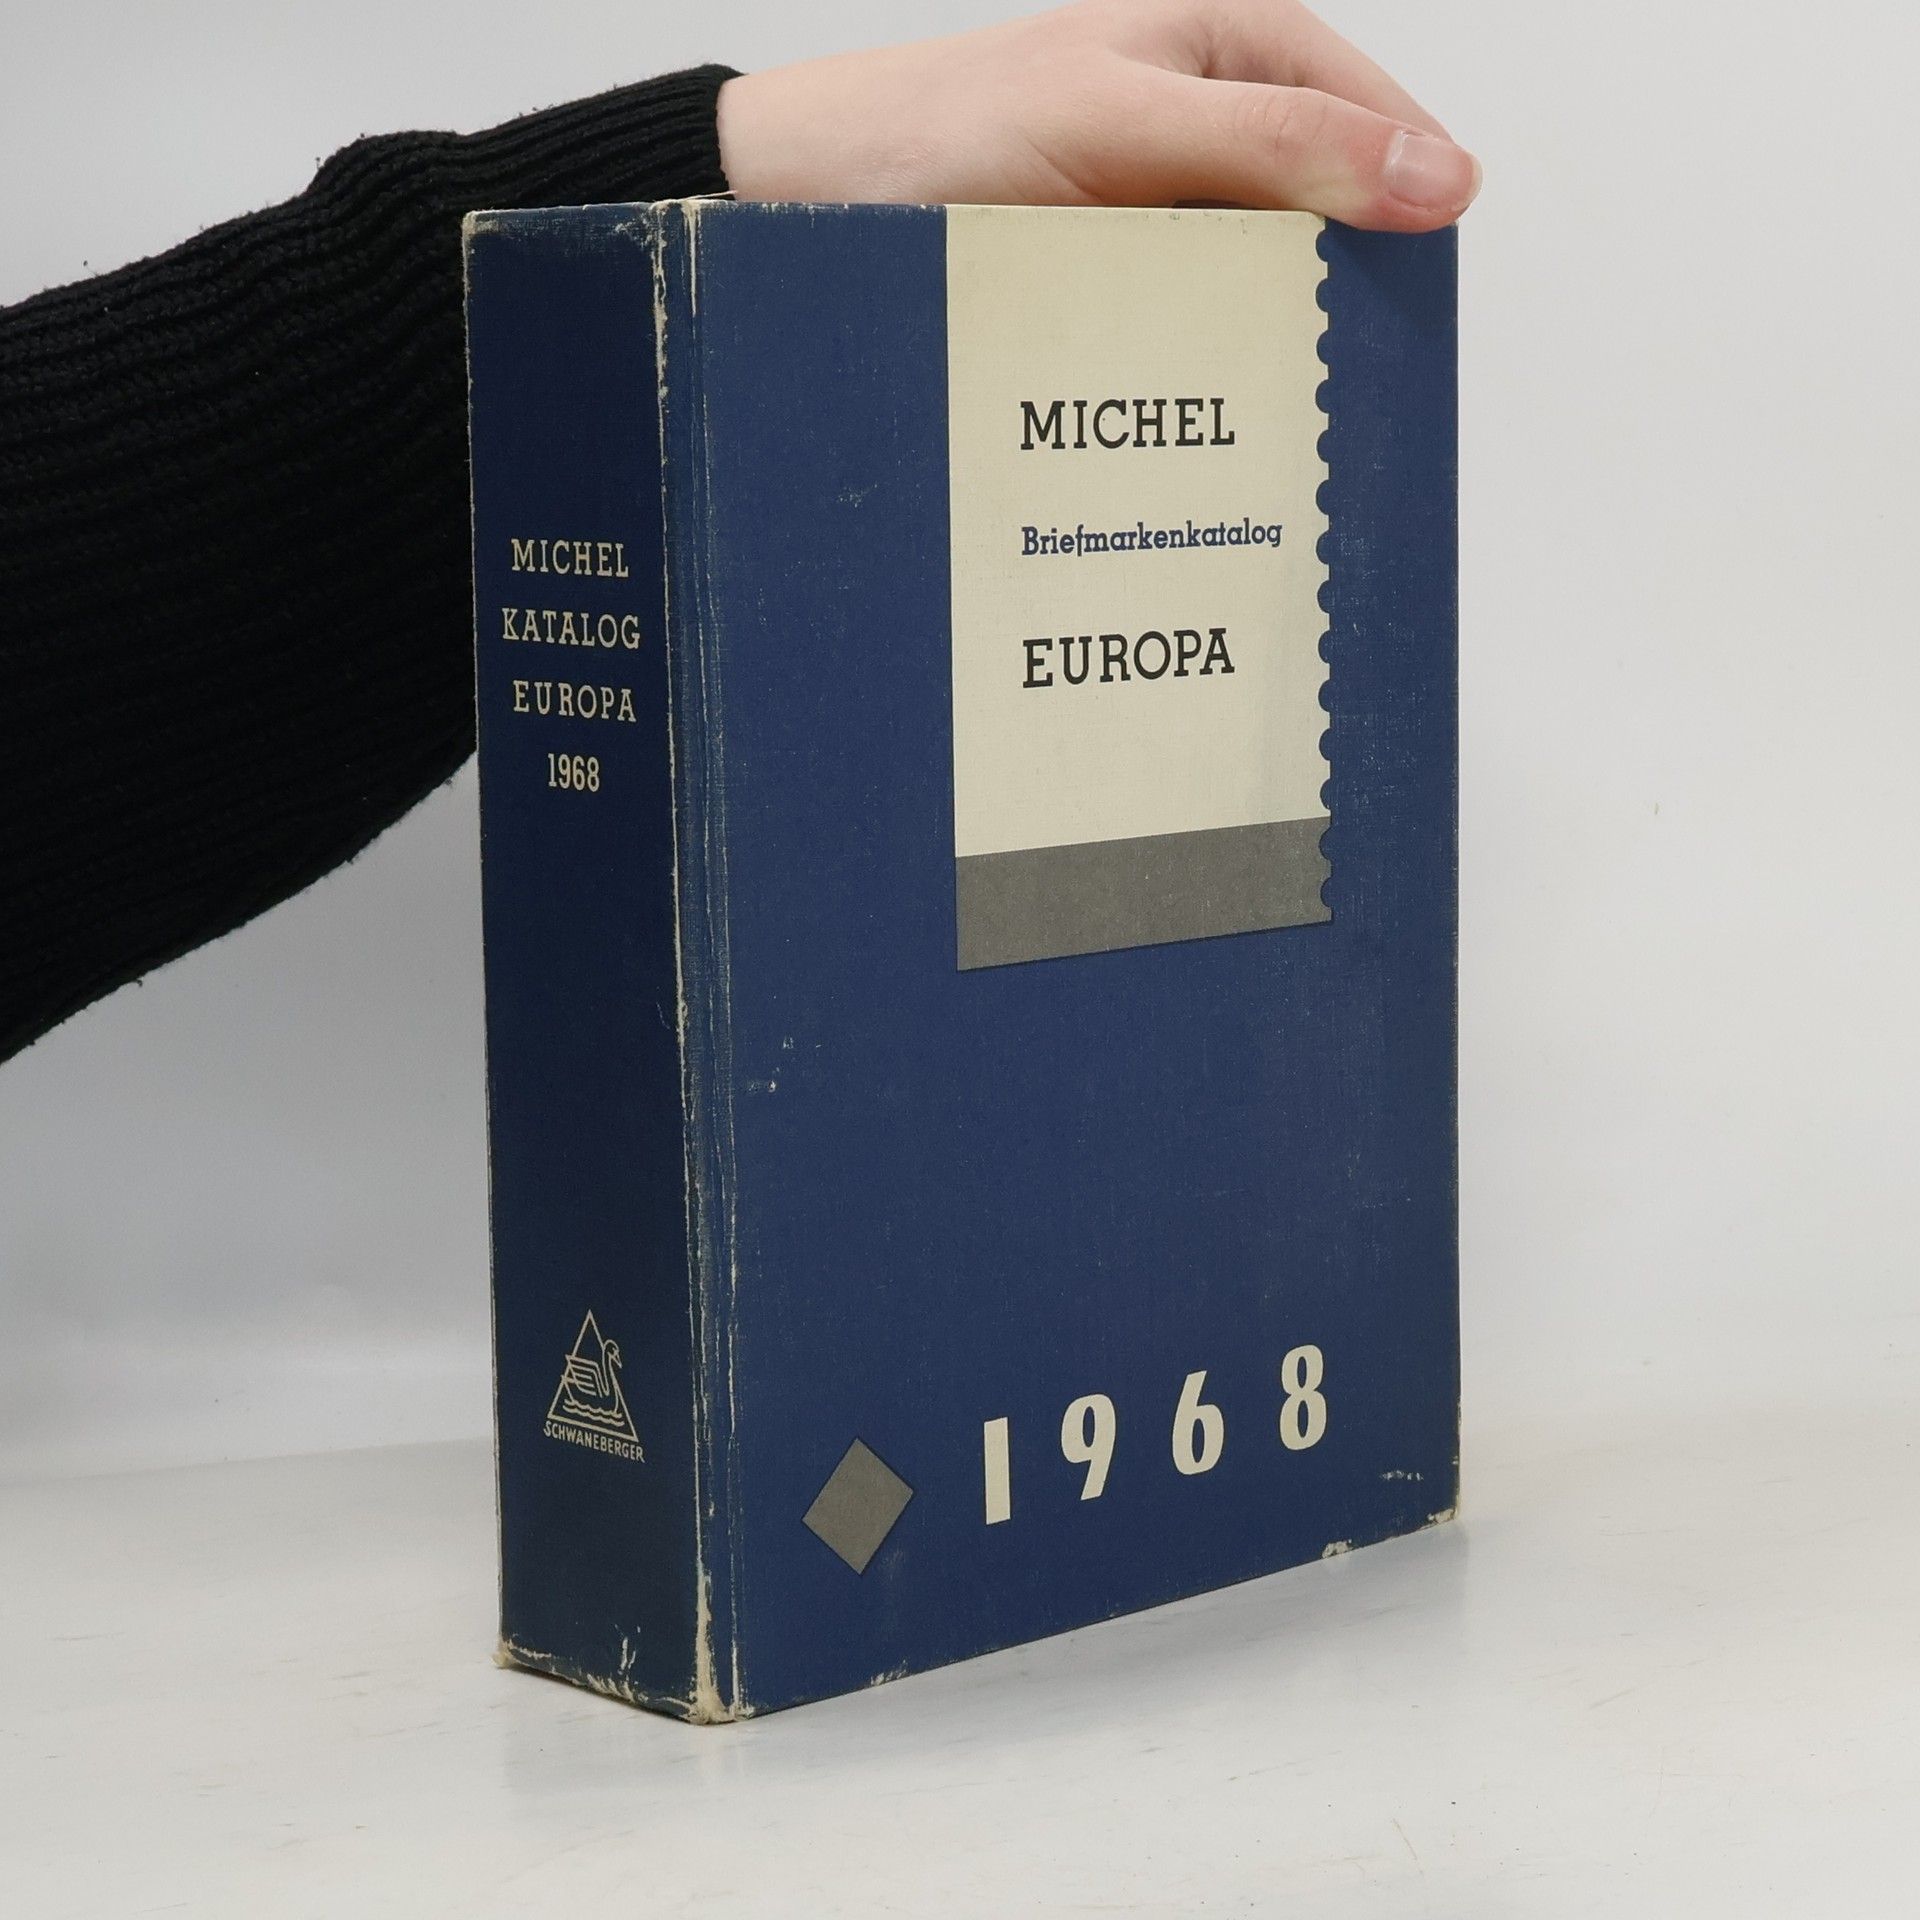 MICHEL
KATALOG
EUROPA
1968
SCHWANEBERGER
MICHEL
Briefmarkenkatalog
EUROPA
1968